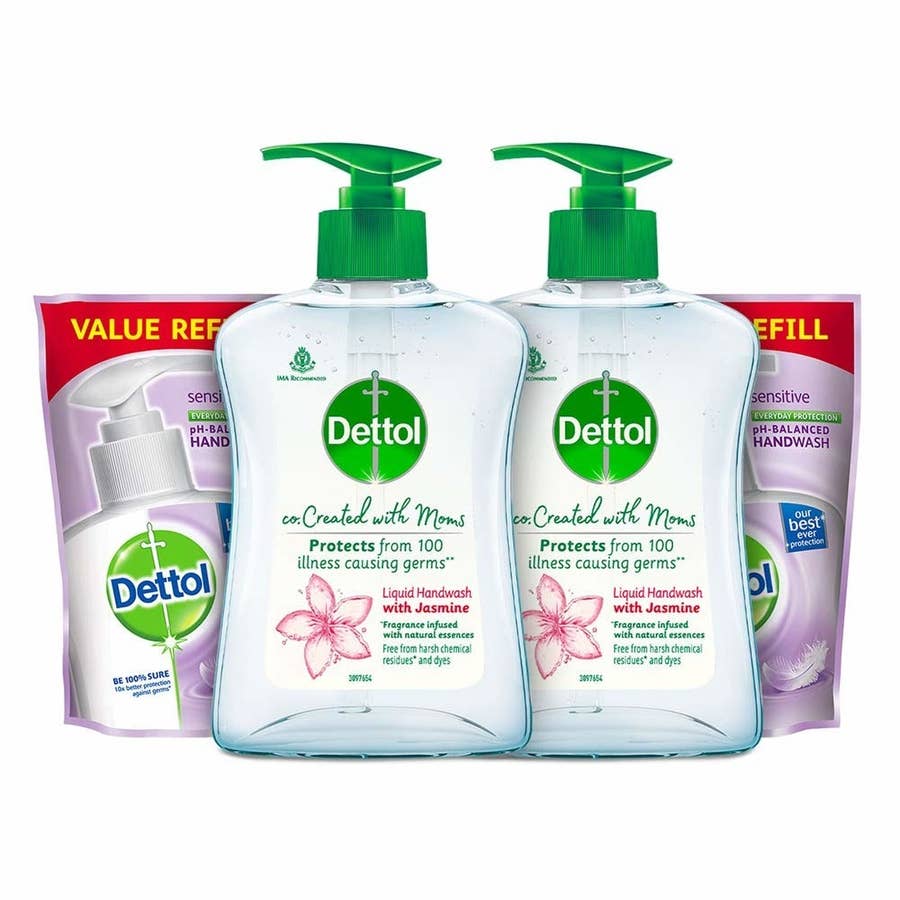 VALUE REF
sensi
EVERYDAY
pH-BAL
HAND
Dettol
BE 100% SURE
10x better protection
against germs*
IMA RECOMMENDED
Dettol
co.Created with Moms
Protects from 100
illness causing germs**
Liquid Handwash
with Jasmine
*Fragrance infused
with natural essences
Free from harsh chemical
residues* and dyes
3097654
Dettol
co.Created with Moms
Protects from 100
illness causing germs**
Liquid Handwash
with Jasmine
*Fragrance infused
with natural essences
Free from harsh chemical
residues* and dyes
3097654
EFILL
sensitive
EVERYDAY PROTECTION
pH-BALANCED
HANDWASH
our
best*
ever
+protection
ol